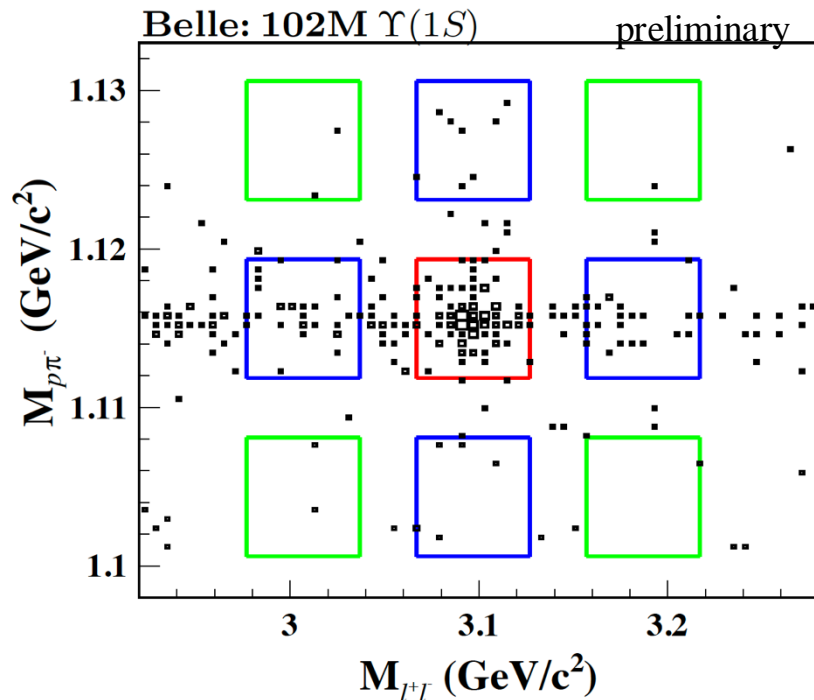 Belle: 102M ϒ(1S) preliminary
1.13
1.12
1.11
1.1
M_{pπ⁻} (GeV/c²)
3 3.1 3.2
M_{l⁺l⁻} (GeV/c²)